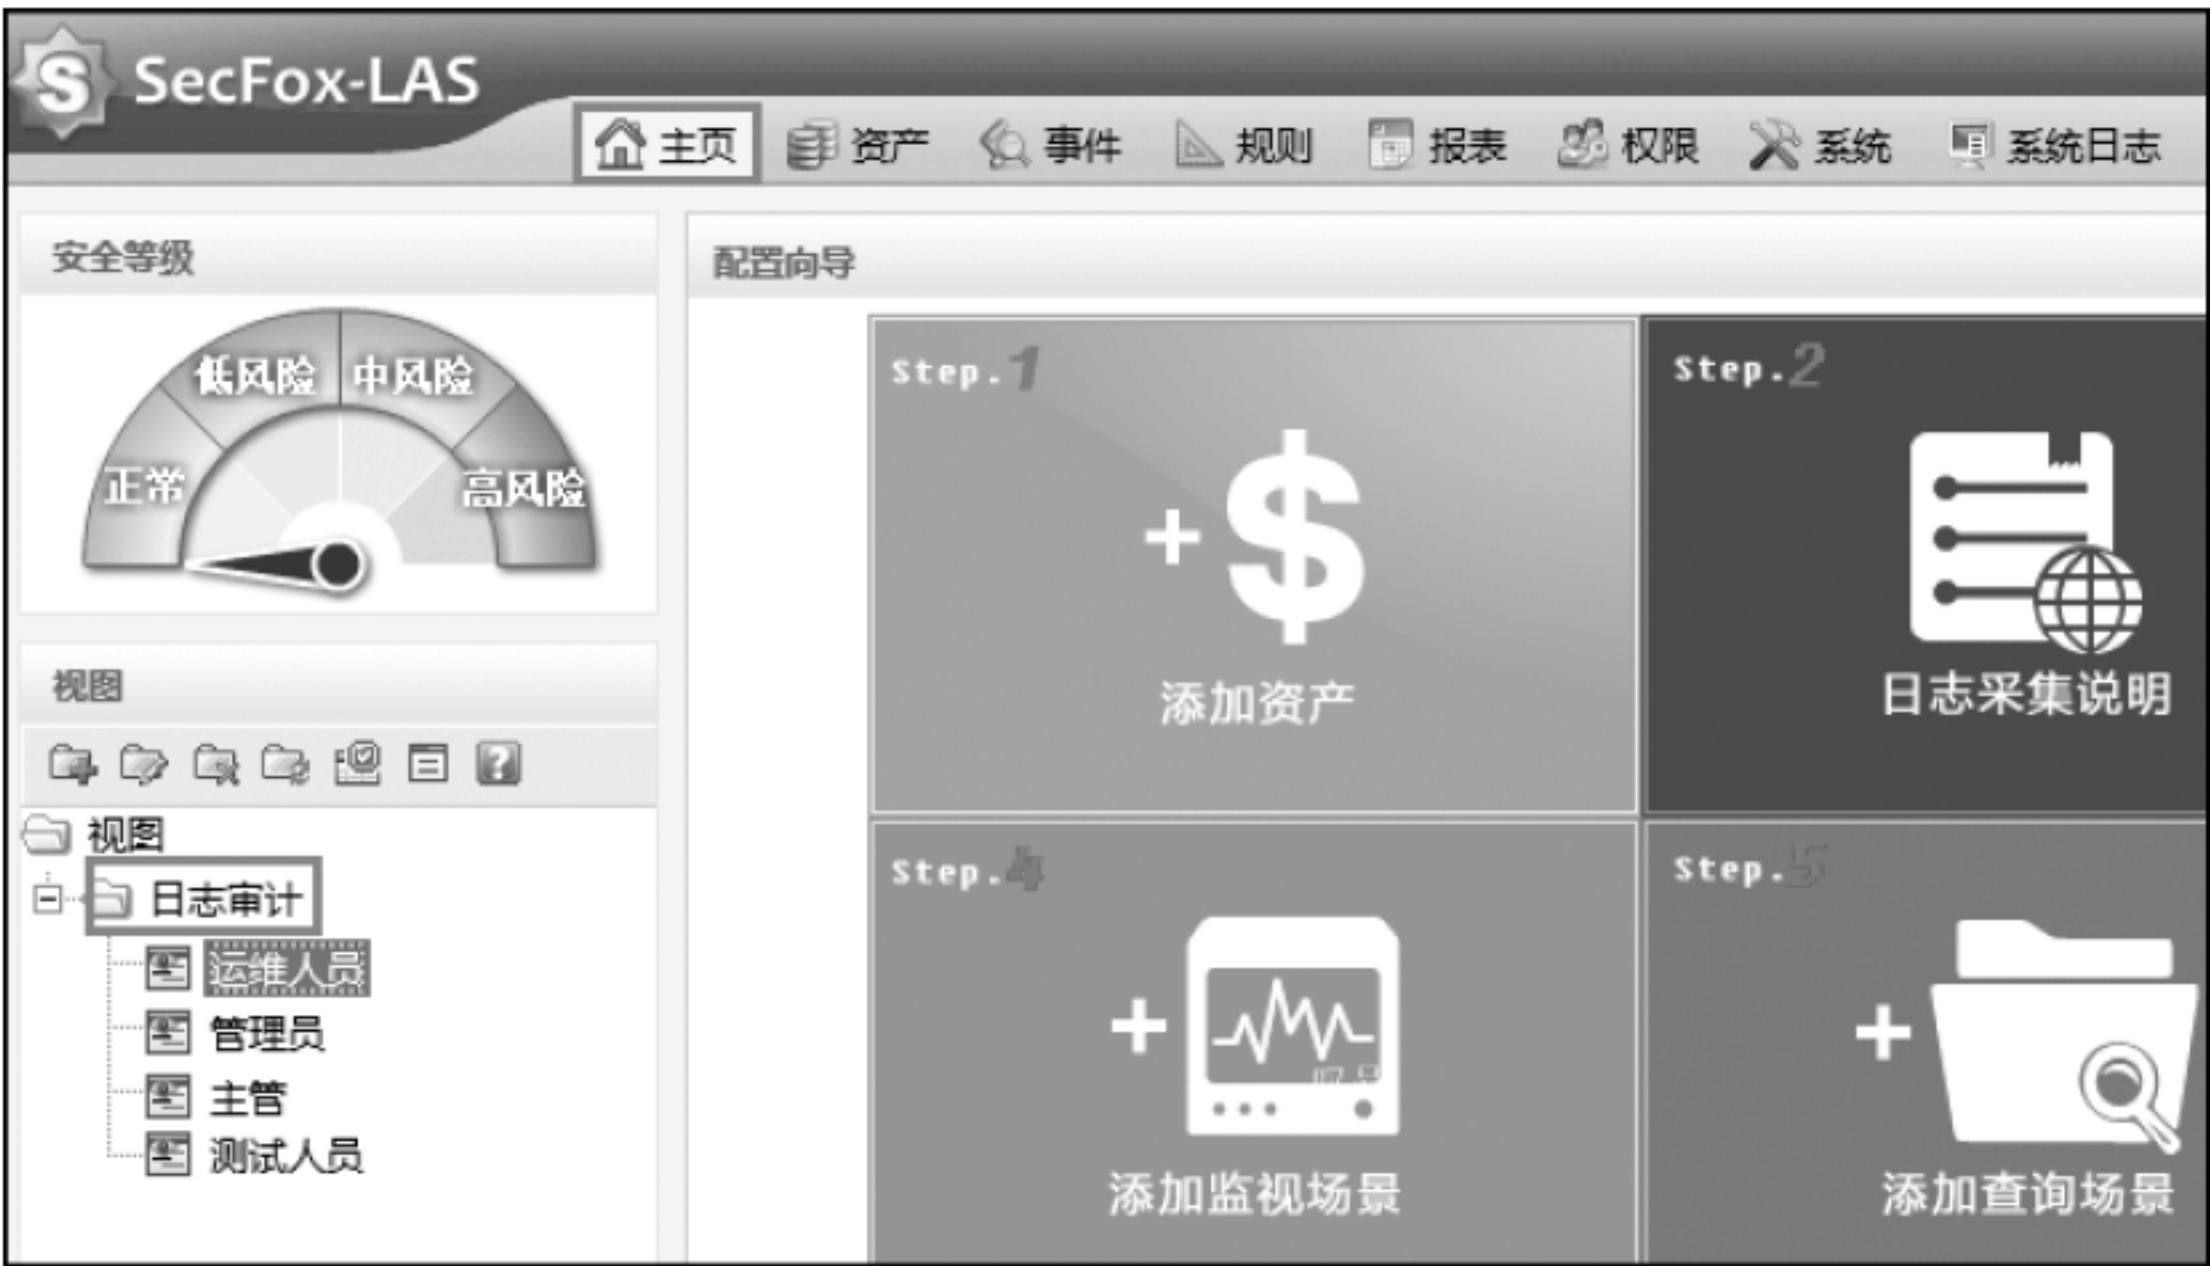 SecFox-LAS
主页 资产 事件 规则 报表 权限 系统 系统日志
安全等级
正常 低风险 中风险 高风险
视图
视图
日志审计
运维人员
管理员
主管
测试人员
配置向导
Step.1
添加资产
Step.2
日志采集说明
Step.4
添加监视场景
Step.5
添加查询场景